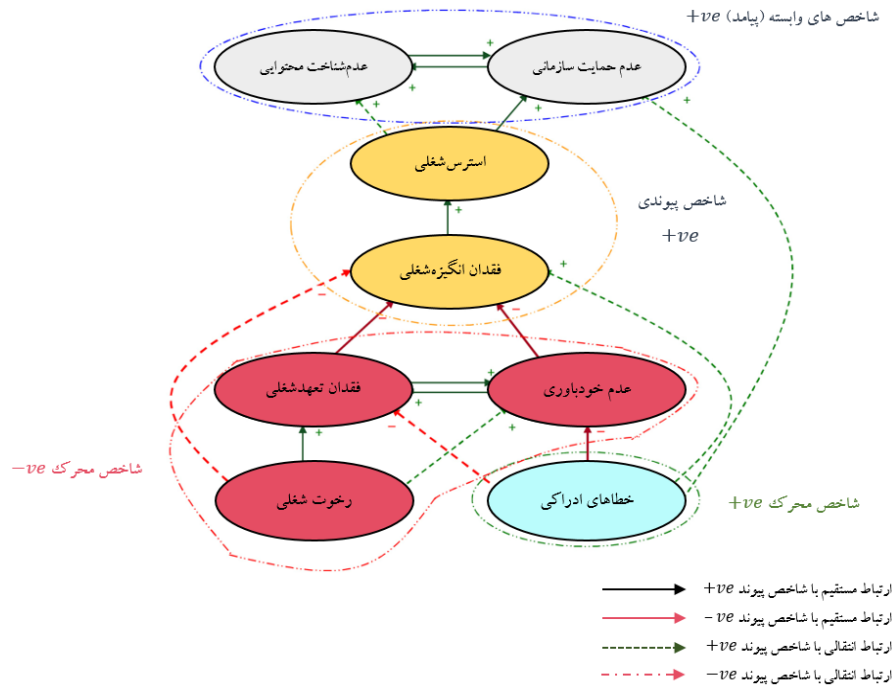 شاخص های وابسته (پیامد) +ve
عدم‌شناخت محتوایی
+
+
عدم حمایت سازمانی
+
+
+
استرس‌شغلی
شاخص پیوندی
+ve
+
فقدان انگیزه‌شغلی
+
−
−
−
فقدان تعهدشغلی
+
+
عدم خودباوری
−
+
+
−
شاخص محرک −ve
رخوت شغلی
خطاهای ادراکی
شاخص محرک +ve
ارتباط مستقیم با شاخص پیوند +ve
ارتباط مستقیم با شاخص پیوند −ve
ارتباط انتقالی با شاخص پیوند +ve
ارتباط انتقالی با شاخص پیوند −ve